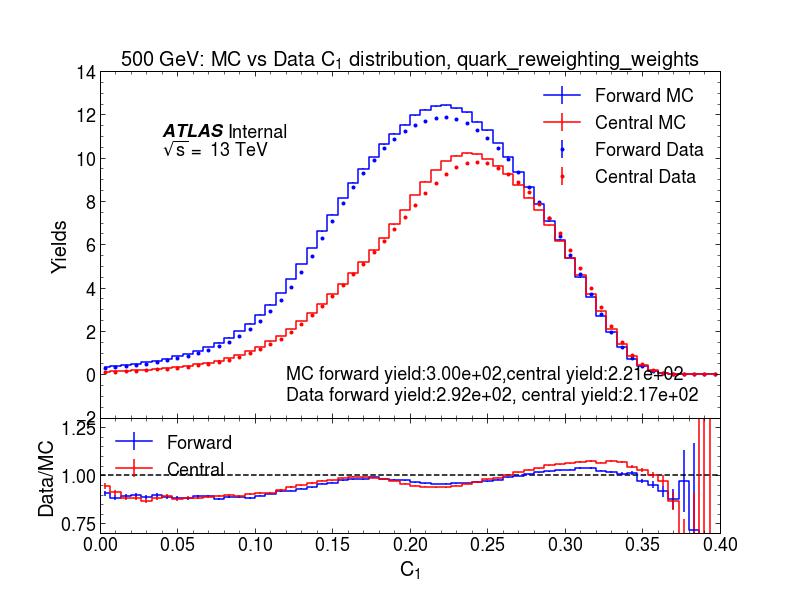 500 GeV: MC vs Data C₁ distribution, quark_reweighting_weights
14
12
10
8
6
4
2
0
−2
Yields
ATLAS Internal
√s = 13 TeV
Forward MC
Central MC
Forward Data
Central Data
MC forward yield:3.00e+02,central yield:2.21e+02
Data forward yield:2.92e+02, central yield:2.17e+02
1.25
1.00
0.75
Data/MC
Forward
Central
0.00 0.05 0.10 0.15 0.20 0.25 0.30 0.35 0.40
C₁